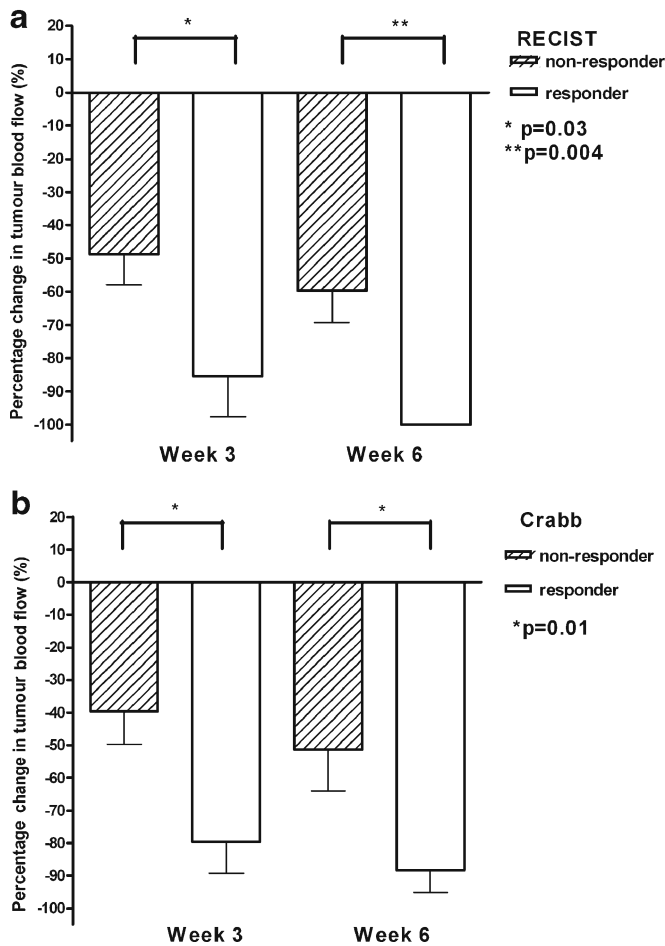 a
Percentage change in tumour blood flow (%)
20
10
0
-10
-20
-30
-40
-50
-60
-70
-80
-90
-100
*
**
RECIST
non-responder
responder
* p=0.03
**p=0.004
Week 3
Week 6
b
Percentage change in tumour blood flow (%)
20
10
0
-10
-20
-30
-40
-50
-60
-70
-80
-90
-100
*
*
Crabb
non-responder
responder
*p=0.01
Week 3
Week 6